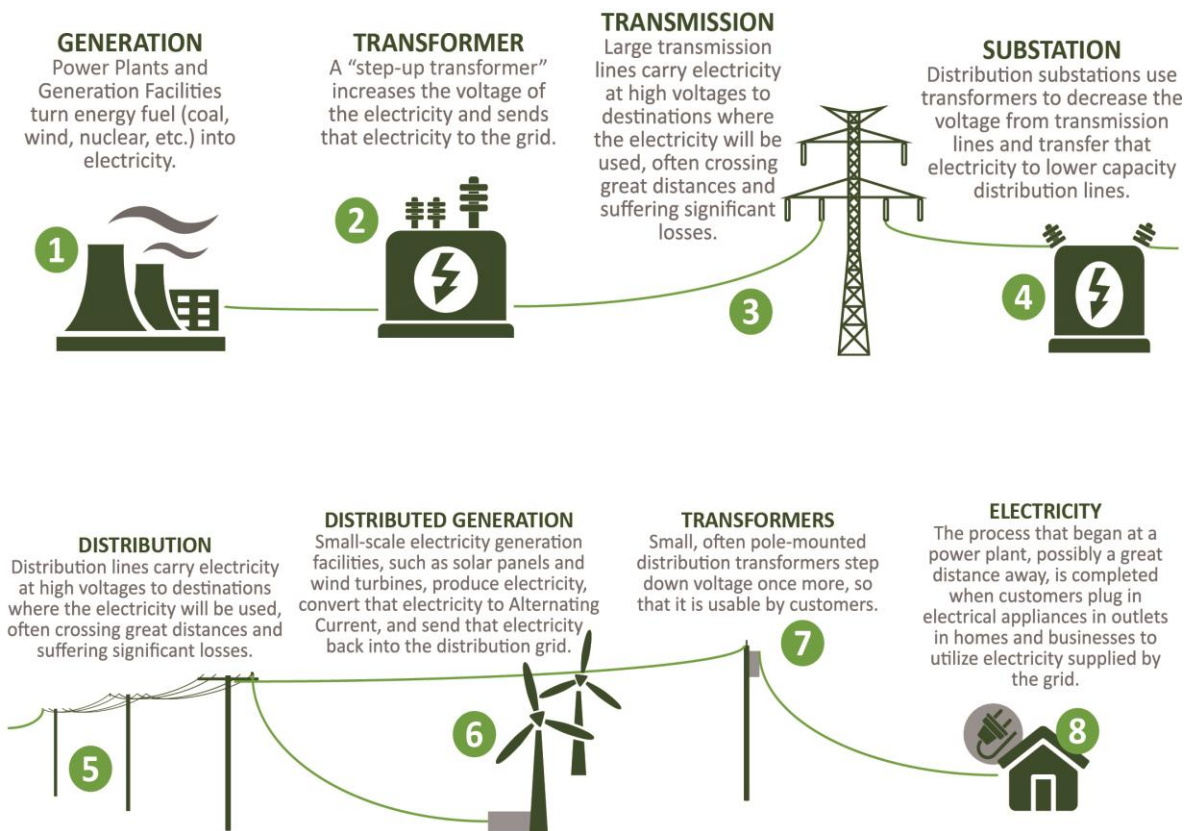 GENERATION
Power Plants and
Generation Facilities
turn energy fuel (coal,
wind, nuclear, etc.) into
electricity.
1
TRANSFORMER
A “step-up transformer”
increases the voltage of
the electricity and sends
that electricity to the grid.
2
TRANSMISSION
Large transmission
lines carry electricity
at high voltages to
destinations where
the electricity will be
used, often crossing
great distances and
suffering significant
losses.
3
SUBSTATION
Distribution substations use
transformers to decrease the
voltage from transmission
lines and transfer that
electricity to lower capacity
distribution lines.
4
DISTRIBUTION
Distribution lines carry electricity
at high voltages to destinations
where the electricity will be used,
often crossing great distances and
suffering significant losses.
5
DISTRIBUTED GENERATION
Small-scale electricity generation
facilities, such as solar panels and
wind turbines, produce electricity,
convert that electricity to Alternating
Current, and send that electricity
back into the distribution grid.
6
TRANSFORMERS
Small, often pole-mounted
distribution transformers step
down voltage once more, so
that it is usable by customers.
7
ELECTRICITY
The process that began at a
power plant, possibly a great
distance away, is completed
when customers plug in
electrical appliances in outlets
in homes and businesses to
utilize electricity supplied by
the grid.
8